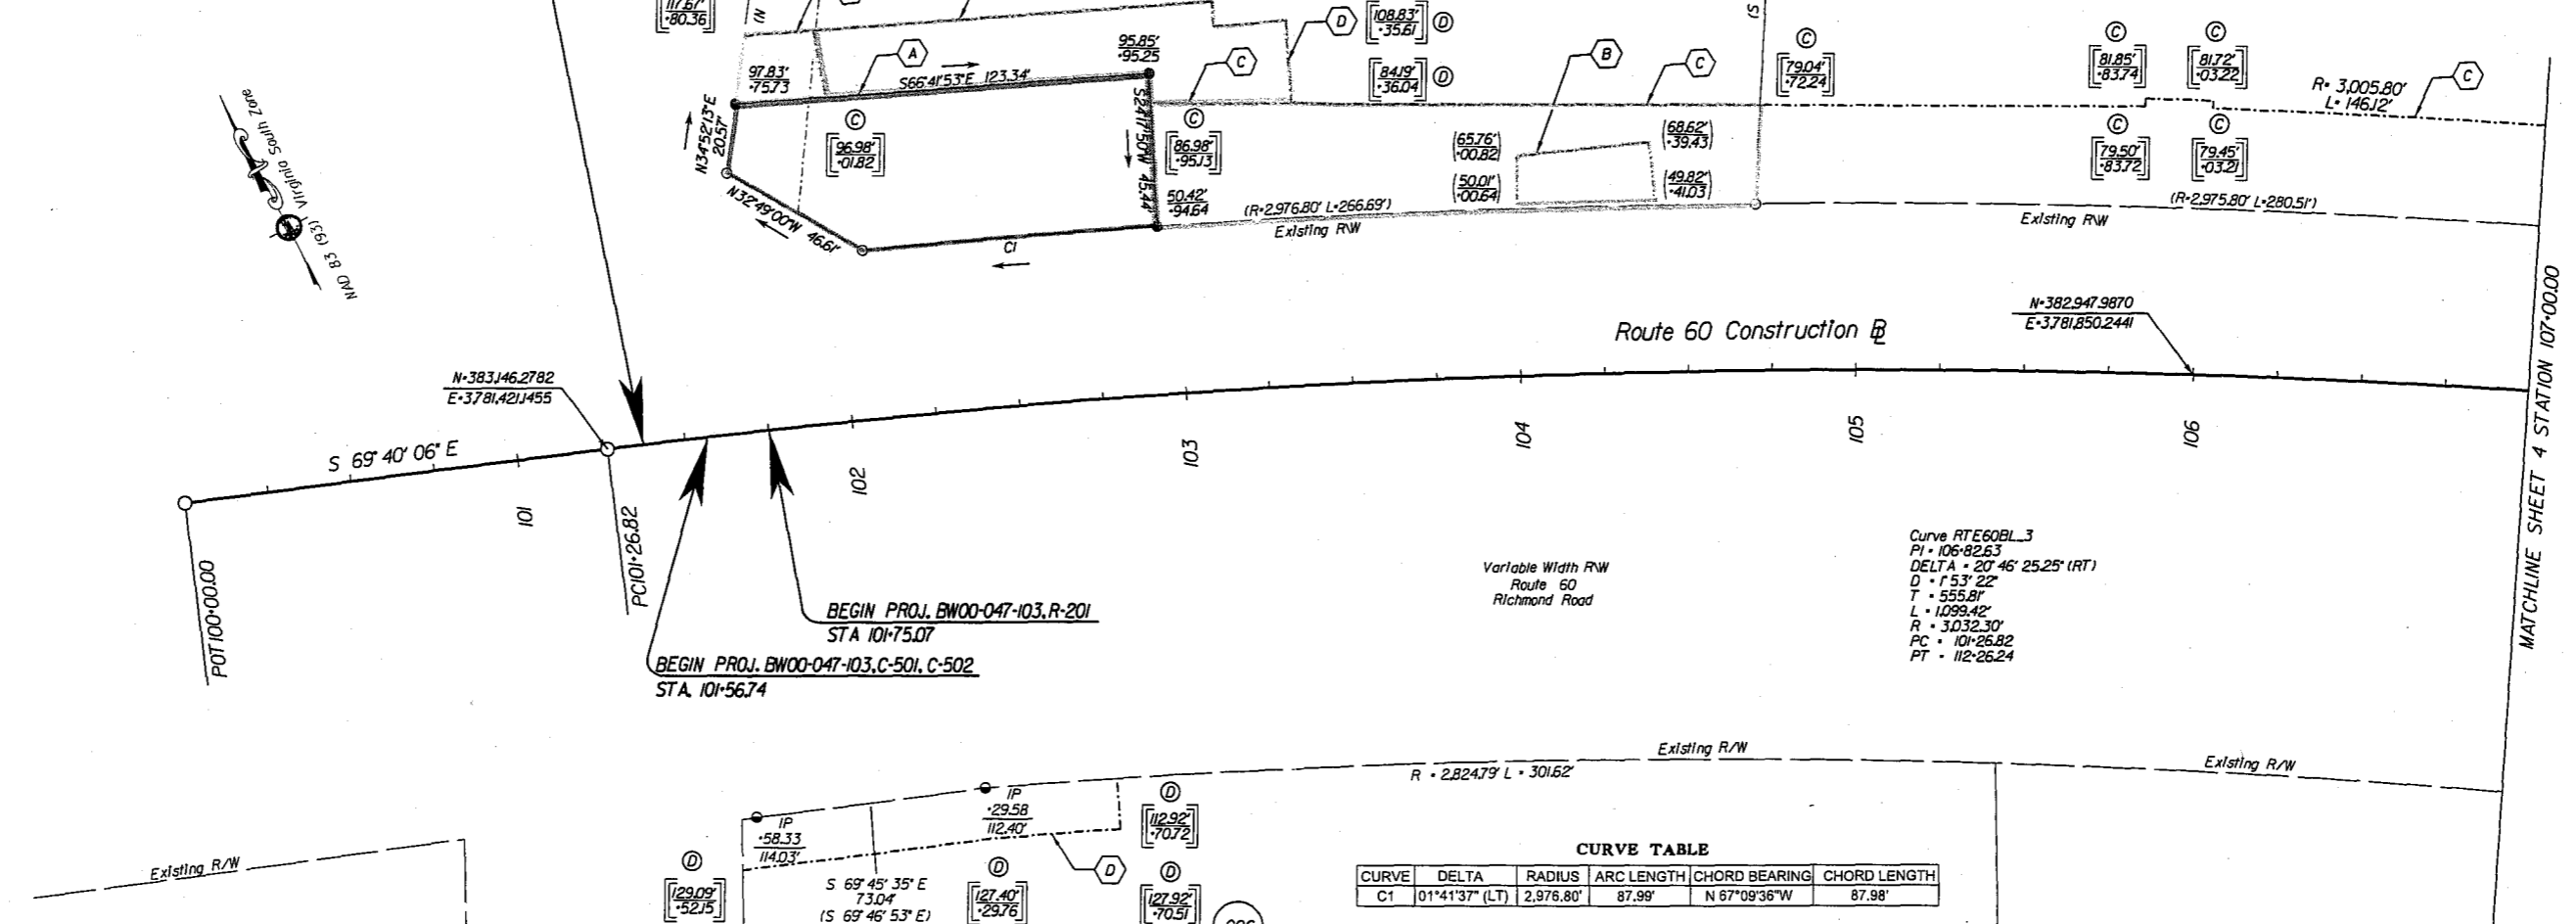 117.67'
+80.36
N
D
108.83'
+35.61
D
(S
C
79.04'
+72.24
C
81.85'
+83.74
C
81.72'
+03.22
A
95.85'
+95.25
C
84.19'
+36.04
D
B
C
R= 3,005.80'
L= 146.12'
C
97.83'
+75.73
S66°41'53"E 123.34'
NAD 83 (93) Virginia South Zone
N34°52'13"E
20.57'
C
96.98'
+01.82
S24°17'50"W 45.44'
C
86.98'
+95.13
(65.76'
+00.82)
(68.62'
+39.43)
C
79.50'
+83.72
C
79.45'
+03.21
N32°49'00"W 46.61'
50.42'
+94.64
(50.01'
+00.64)
(49.82'
+41.03)
(R=2,976.80' L=266.69')
Existing R\W
(R=2,975.80' L=280.51')
Existing R\W
C1
N=382,947.9870
E=3,781,850.2441
Route 60 Construction BL
MATCHLINE SHEET 4 STATION 107+00.00
N=383,146.2782
E=3,781,421.1455
S 69° 40' 06" E
101
102
103
104
105
106
POT 100+00.00
PC101+26.82
BEGIN PROJ. BW00-047-103, R-201
STA 101+75.07
BEGIN PROJ. BW00-047-103, C-501, C-502
STA. 101+56.74
Variable Width R\W
Route 60
Richmond Road
Curve RTE60BL_3
PI = 106+82.63
DELTA = 20° 46' 25.25" (RT)
D = 1° 53' 22"
T = 555.81'
L = 1,099.42'
R = 3,032.30'
PC = 101+26.82
PT = 112+26.24
Existing R/W
Existing R/W
R = 2,824.79' L = 301.62'
Existing R/W
IP
+58.33
114.03'
IP
+29.58
112.40'
D
112.92'
+70.72
D
D
129.09'
+52.15
S 69° 45' 35" E
73.04'
(S 69° 46' 53" E)
D
127.40'
+29.76
D
127.92'
+70.51
CURVE TABLE
CURVE DELTA RADIUS ARC LENGTH CHORD BEARING CHORD LENGTH
C1 01°41'37" (LT) 2,976.80' 87.99' N 67°09'36"W 87.98'